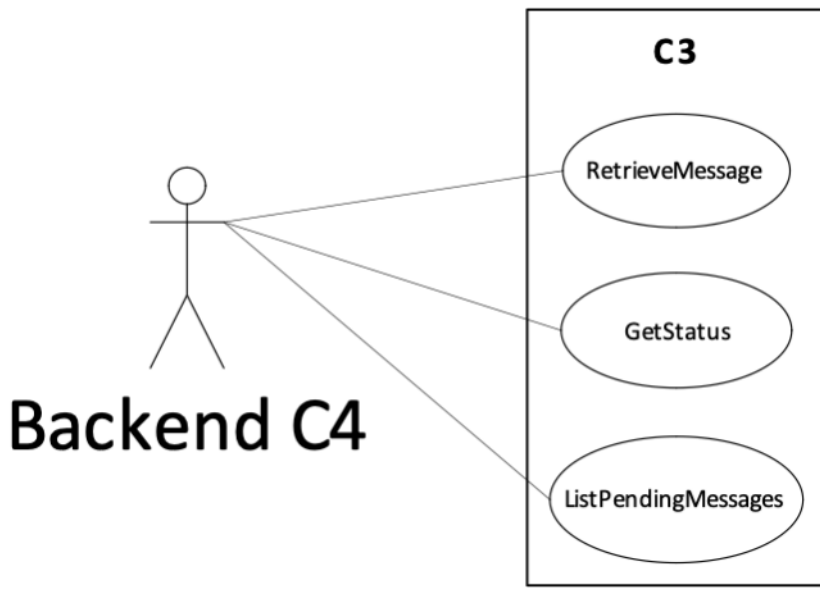 C3
RetrieveMessage
GetStatus
Backend C4
ListPendingMessages